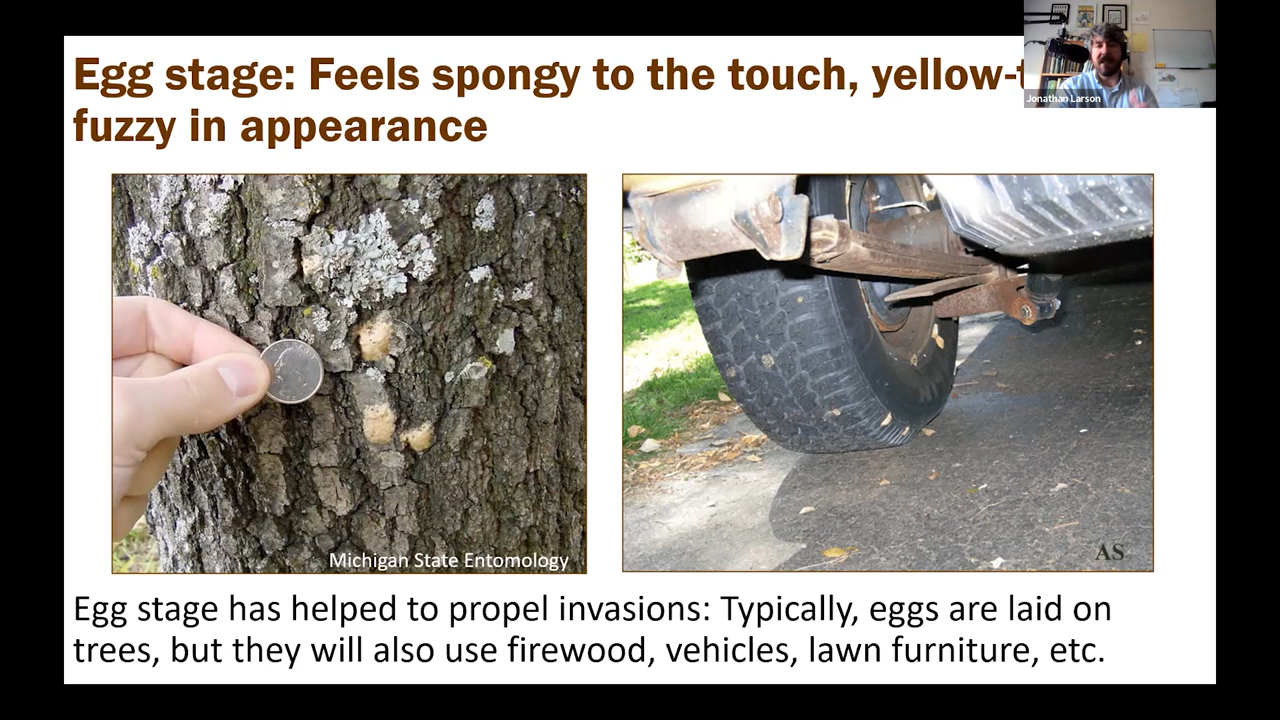 Egg stage: Feels spongy to the touch, yellow-
fuzzy in appearance
Jonathan Larson
Michigan State Entomology
AS
Egg stage has helped to propel invasions: Typically, eggs are laid on
trees, but they will also use firewood, vehicles, lawn furniture, etc.